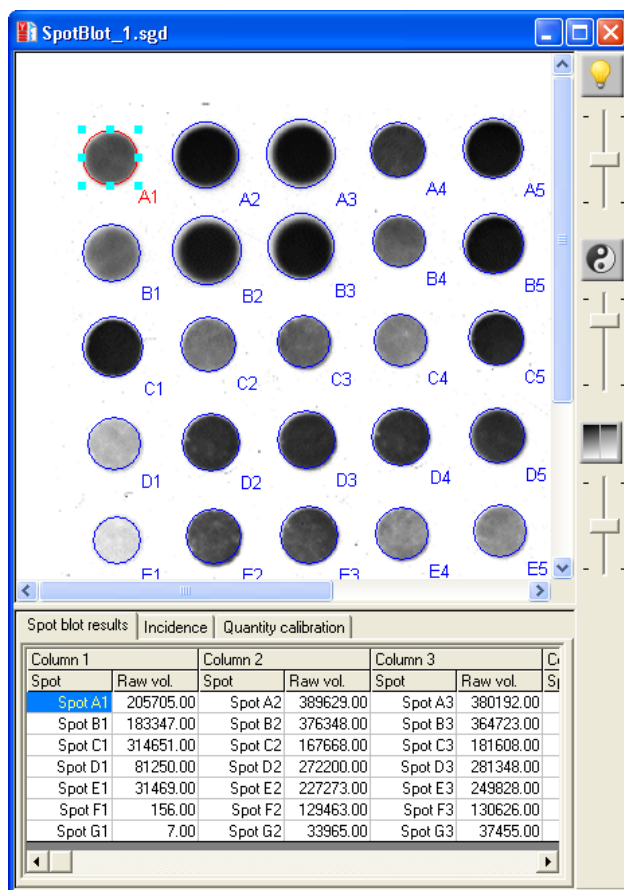 SpotBlot_1.sgd
A1 A2 A3 A4 A5
B1 B2 B3 B4 B5
C1 C2 C3 C4 C5
D1 D2 D3 D4 D5
E1 E2 E3 E4 E5
Spot blot results Incidence Quantity calibration
Column 1 Column 2 Column 3
Spot Raw vol. Spot Raw vol. Spot Raw vol.
Spot A1 205705.00 Spot A2 389629.00 Spot A3 380192.00
Spot B1 183347.00 Spot B2 376348.00 Spot B3 364723.00
Spot C1 314651.00 Spot C2 167668.00 Spot C3 181608.00
Spot D1 81250.00 Spot D2 272200.00 Spot D3 281348.00
Spot E1 31469.00 Spot E2 227273.00 Spot E3 249828.00
Spot F1 156.00 Spot F2 129463.00 Spot F3 130626.00
Spot G1 7.00 Spot G2 33965.00 Spot G3 37455.00